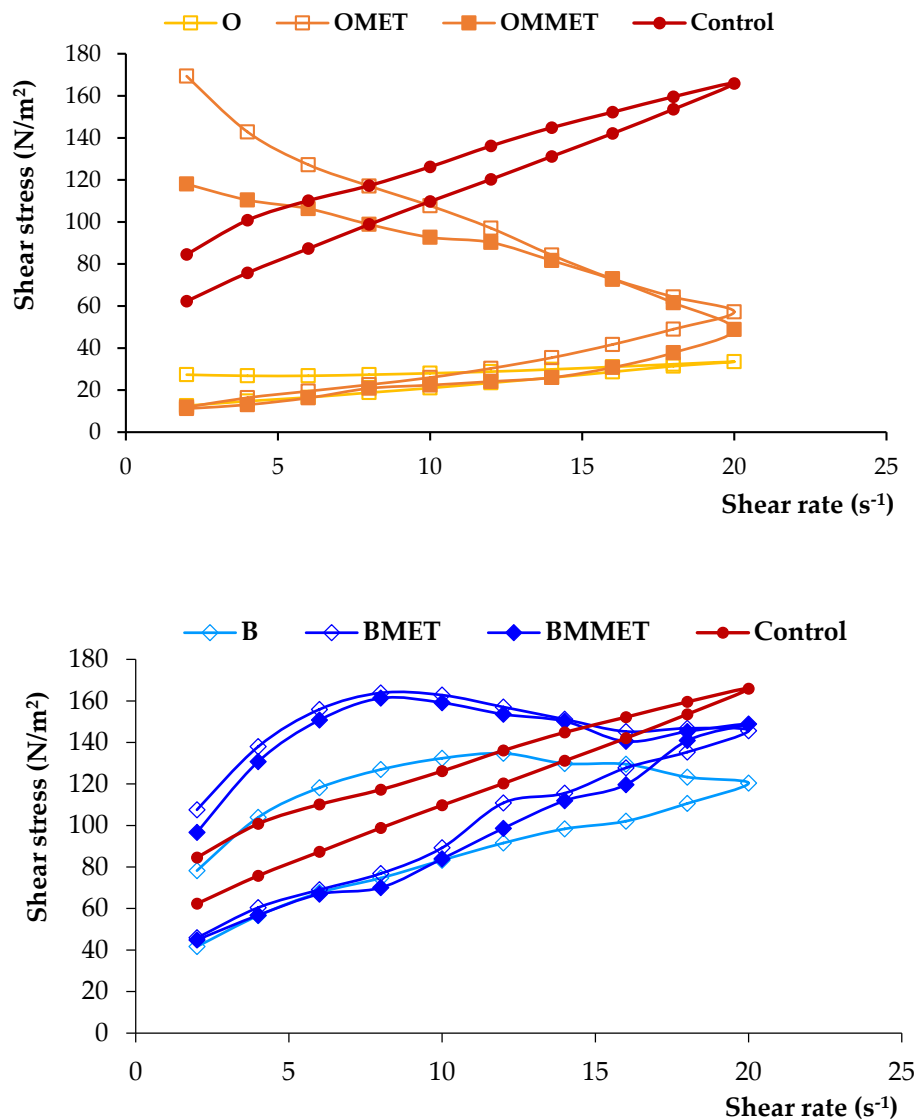 O OMET OMMET Control
180
160
140
120
100
80
60
40
20
0
Shear stress (N/m²)
0 5 10 15 20 25
Shear rate (s⁻¹)
B BMET BMMET Control
180
160
140
120
100
80
60
40
20
0
Shear stress (N/m²)
0 5 10 15 20 25
Shear rate (s⁻¹)